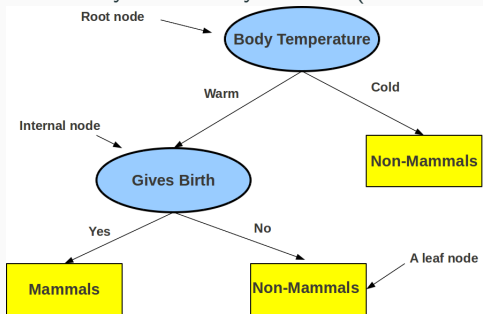 Root node
Body Temperature
Warm
Cold
Internal node
Non-Mammals
Gives Birth
Yes
No
A leaf node
Mammals
Non-Mammals